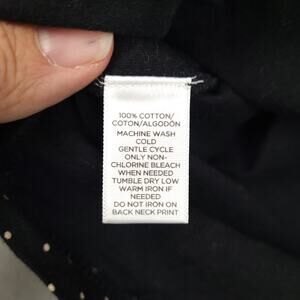 100% COTTON/
COTON/ALGODÓN
MACHINE WASH
COLD
GENTLE CYCLE
ONLY NON-
CHLORINE BLEACH
WHEN NEEDED
TUMBLE DRY LOW
WARM IRON IF
NEEDED
DO NOT IRON ON
BACK NECK PRINT